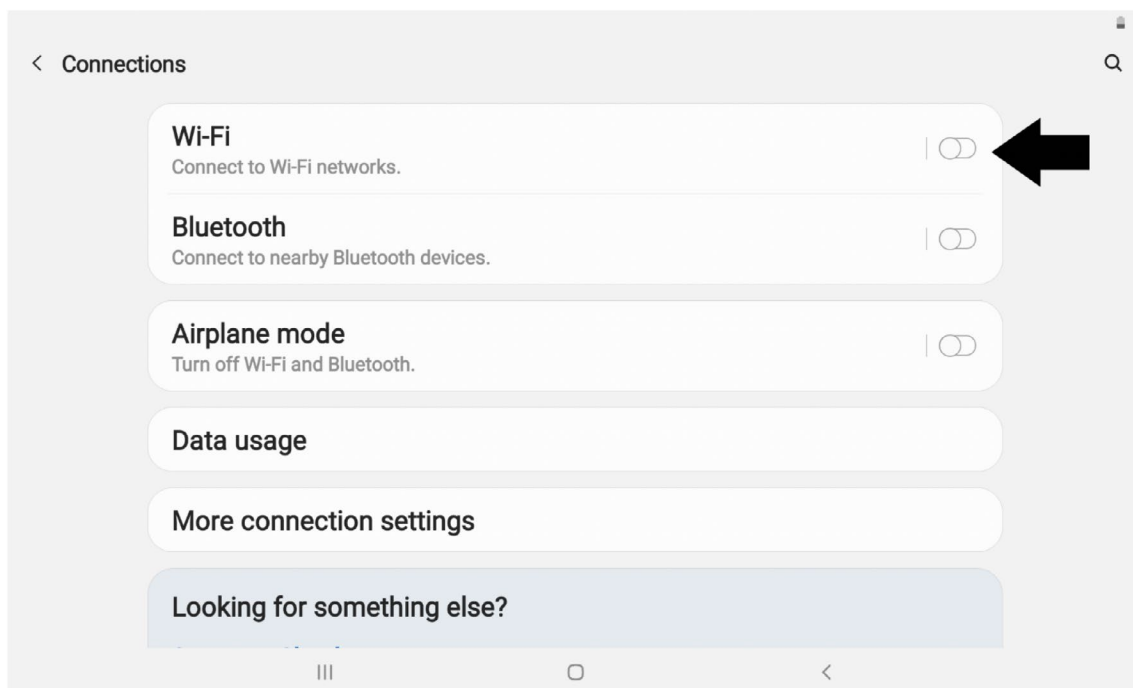 Connections
Wi-Fi
Connect to Wi-Fi networks.
Bluetooth
Connect to nearby Bluetooth devices.
Airplane mode
Turn off Wi-Fi and Bluetooth.
Data usage
More connection settings
Looking for something else?